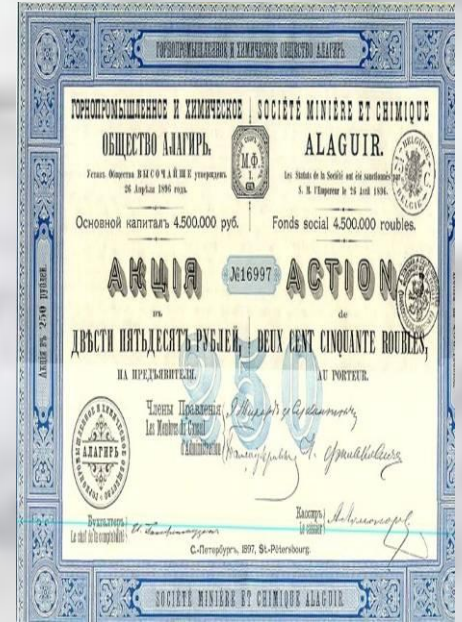 ГОРНОПРОМЫШЛЕННОЕ И ХИМИЧЕСКОЕ ОБЩЕСТВО АЛАГИРЪ.
ГОРНОПРОМЫШЛЕННОЕ И ХИМИЧЕСКОЕ
ОБЩЕСТВО АЛАГИРЪ.
Уставъ Общества ВЫСОЧАЙШЕ утвержденъ
26 Апрѣля 1896 года.
Основной капиталъ 4.500.000 руб.
SOCIÉTÉ MINIÈRE ET CHIMIQUE
ALAGUIR.
Les Statuts de la Société ont été sanctionnés par
S. M. l'Empereur le 26 Avril 1896.
Fonds social 4.500.000 roubles.
М.Ф.
I.
BELGIQUE
BELGIË
АКЦІЯ
№16997
ACTION
въ
ДВѢСТИ ПЯТЬДЕСЯТЪ РУБЛЕЙ,
НА ПРЕДЪЯВИТЕЛЯ.
de
DEUX CENT CINQUANTE ROUBLES,
AU PORTEUR.
250
Члены Правленія
Les Membres du Conseil
d'Administration
АЛАГИРЪ
Бухгалтеръ
Le chef de la comptabilité
Кассиръ
Le caissier
С.-Петербургъ, 1897, St.-Pétersbourg.
SOCIÉTÉ MINIÈRE ET CHIMIQUE ALAGUIR
Акція въ 250 рублей.